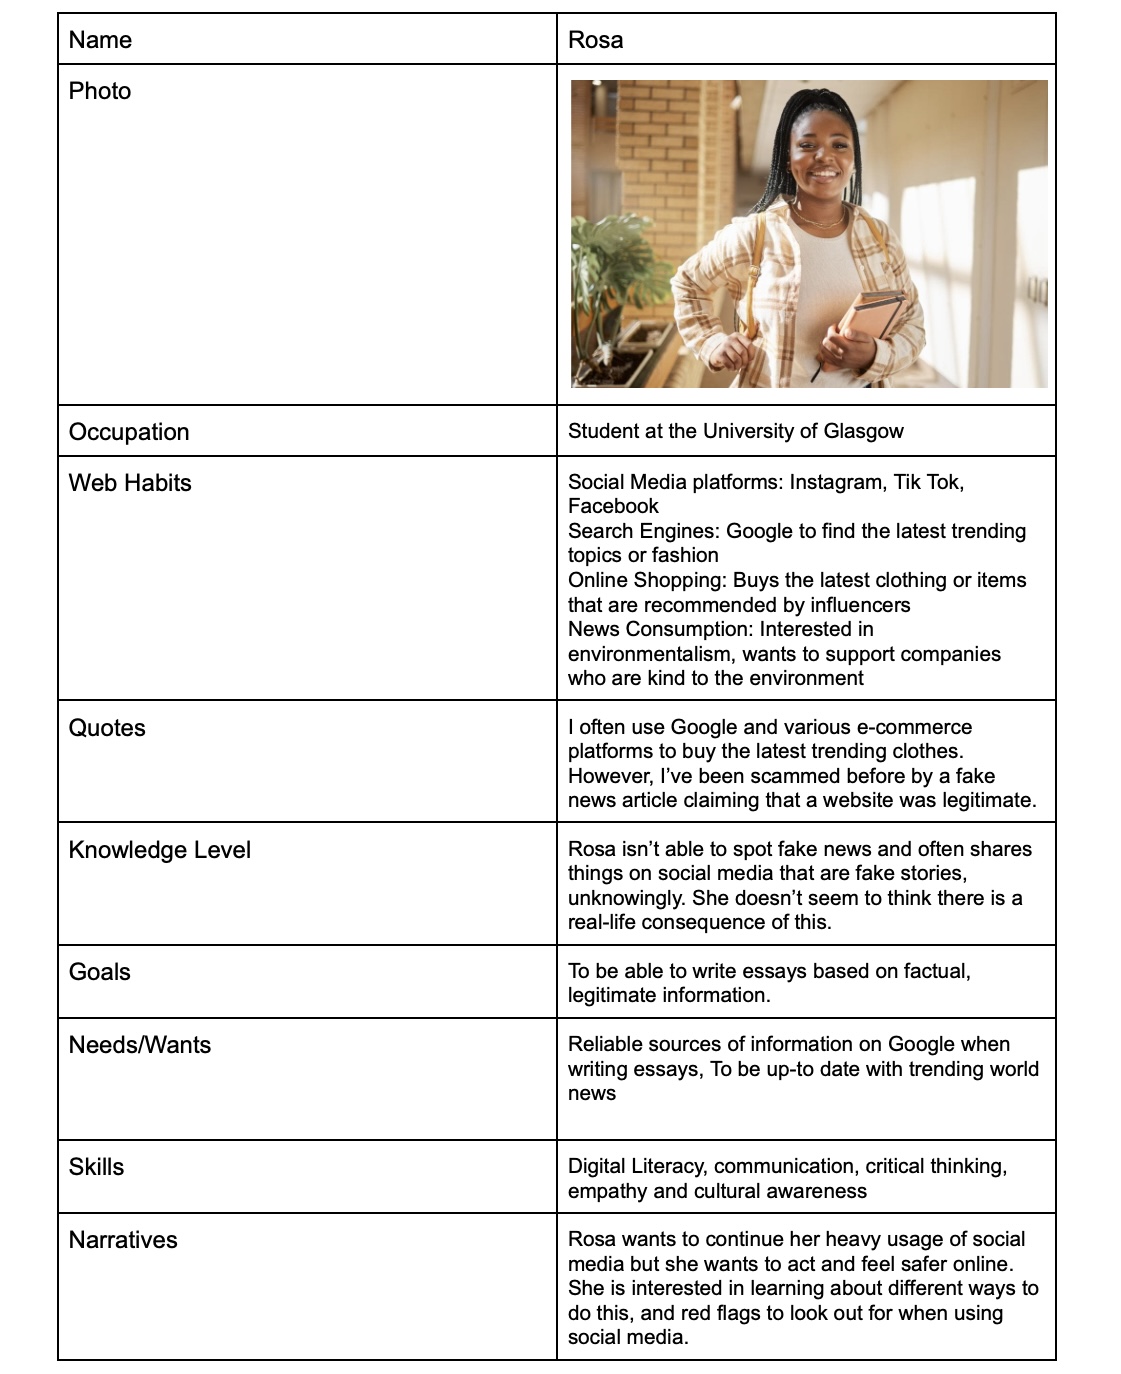 Name
Rosa
Photo
Occupation
Student at the University of Glasgow
Web Habits
Social Media platforms: Instagram, Tik Tok,
Facebook
Search Engines: Google to find the latest trending
topics or fashion
Online Shopping: Buys the latest clothing or items
that are recommended by influencers
News Consumption: Interested in
environmentalism, wants to support companies
who are kind to the environment
Quotes
I often use Google and various e-commerce
platforms to buy the latest trending clothes.
However, I’ve been scammed before by a fake
news article claiming that a website was legitimate.
Knowledge Level
Rosa isn’t able to spot fake news and often shares
things on social media that are fake stories,
unknowingly. She doesn’t seem to think there is a
real-life consequence of this.
Goals
To be able to write essays based on factual,
legitimate information.
Needs/Wants
Reliable sources of information on Google when
writing essays, To be up-to date with trending world
news
Skills
Digital Literacy, communication, critical thinking,
empathy and cultural awareness
Narratives
Rosa wants to continue her heavy usage of social
media but she wants to act and feel safer online.
She is interested in learning about different ways to
do this, and red flags to look out for when using
social media.